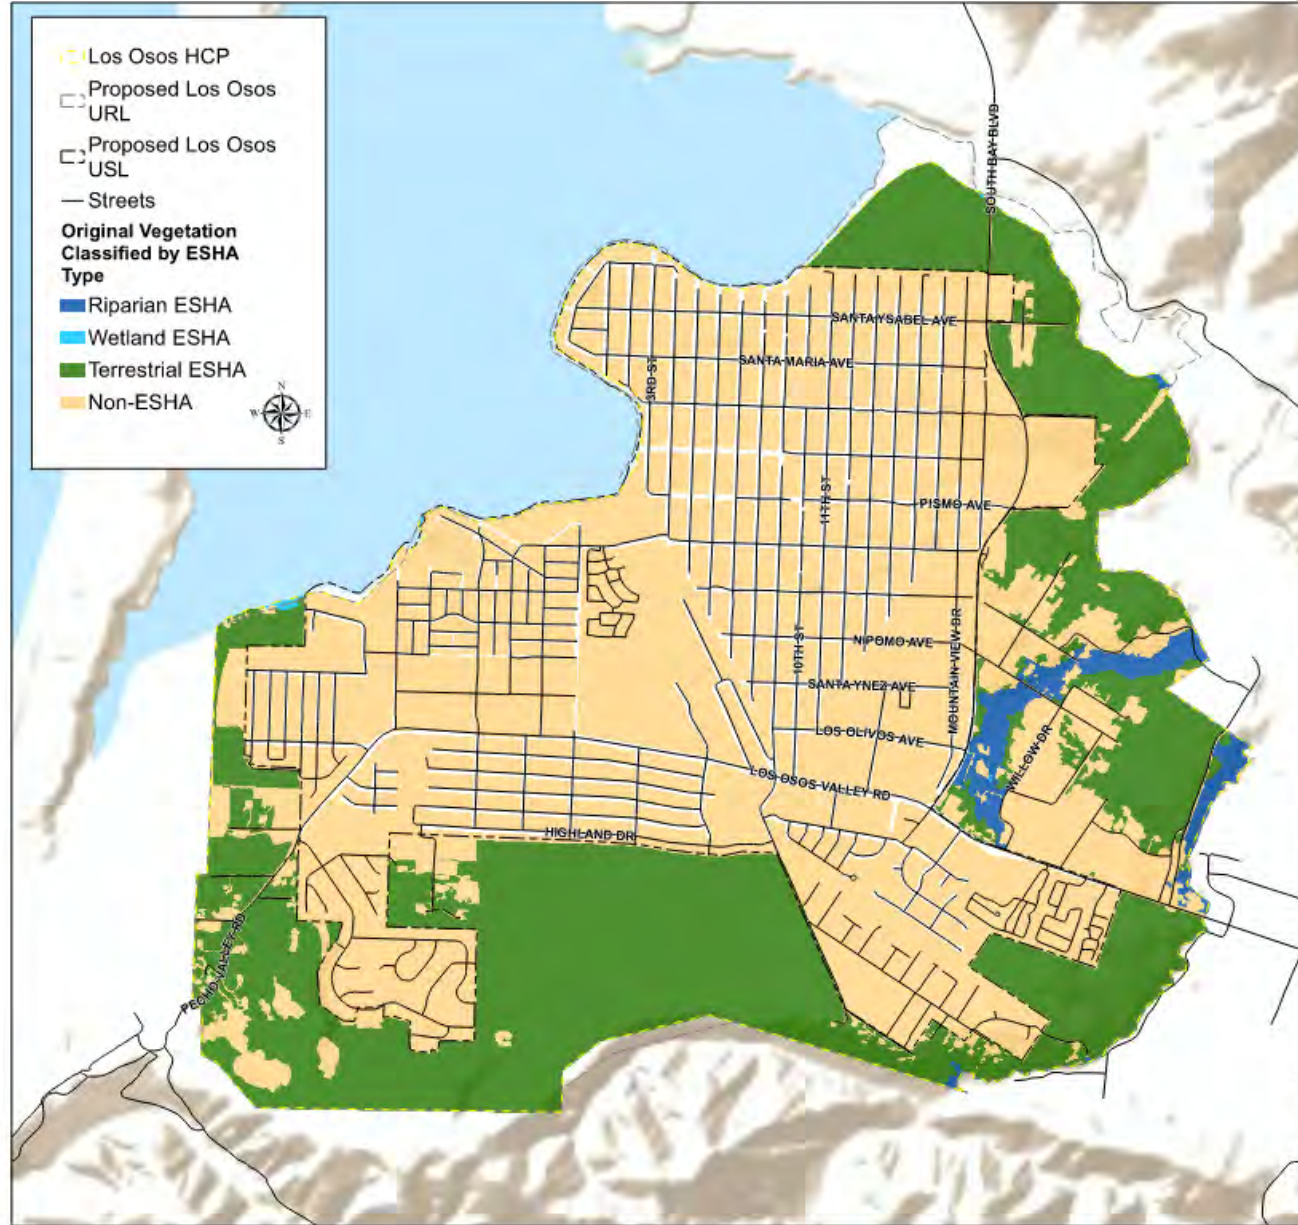 Los Osos HCP
Proposed Los Osos
URL
Proposed Los Osos
USL
Streets
Original Vegetation
Classified by ESHA
Type
Riparian ESHA
Wetland ESHA
Terrestrial ESHA
Non-ESHA
N
W
E
S
SOUTH BAY BLVD
SANTA YSABEL AVE
SANTA MARIA AVE
3RD ST
11TH ST
PISMO AVE
NIPOMO AVE
10TH ST
SANTA YNEZ AVE
MOUNTAIN VIEW DR
LOS OLIVOS AVE
WILLOW DR
LOS OSOS VALLEY RD
HIGHLAND DR
PECHO VALLEY RD